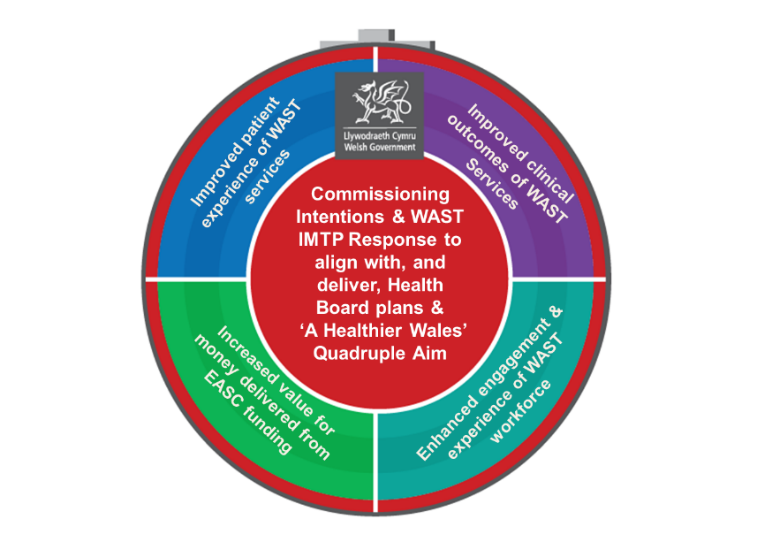 Llywodraeth Cymru
Welsh Government
Improved patient
experience of WAST
services
Improved clinical
outcomes of WAST
Services
Commissioning
Intentions & WAST
IMTP Response to
align with, and
deliver, Health
Board plans &
‘A Healthier Wales’
Quadruple Aim
Increased value for
money delivered from
EASC funding
Enhanced engagement &
experience of WAST
workforce